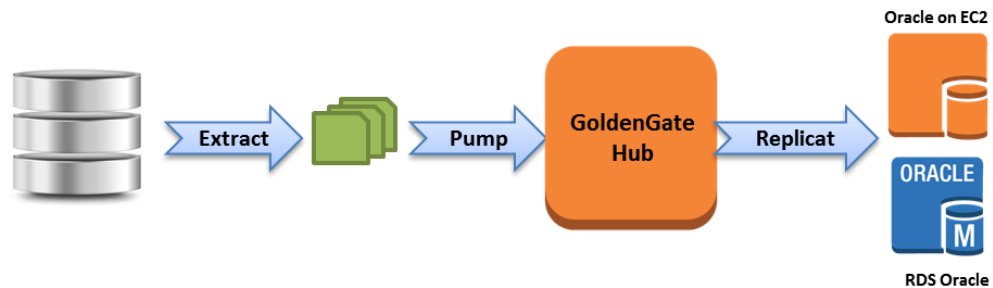 Oracle on EC2
Extract
Pump
GoldenGate
Hub
Replicat
ORACLE
M
RDS Oracle